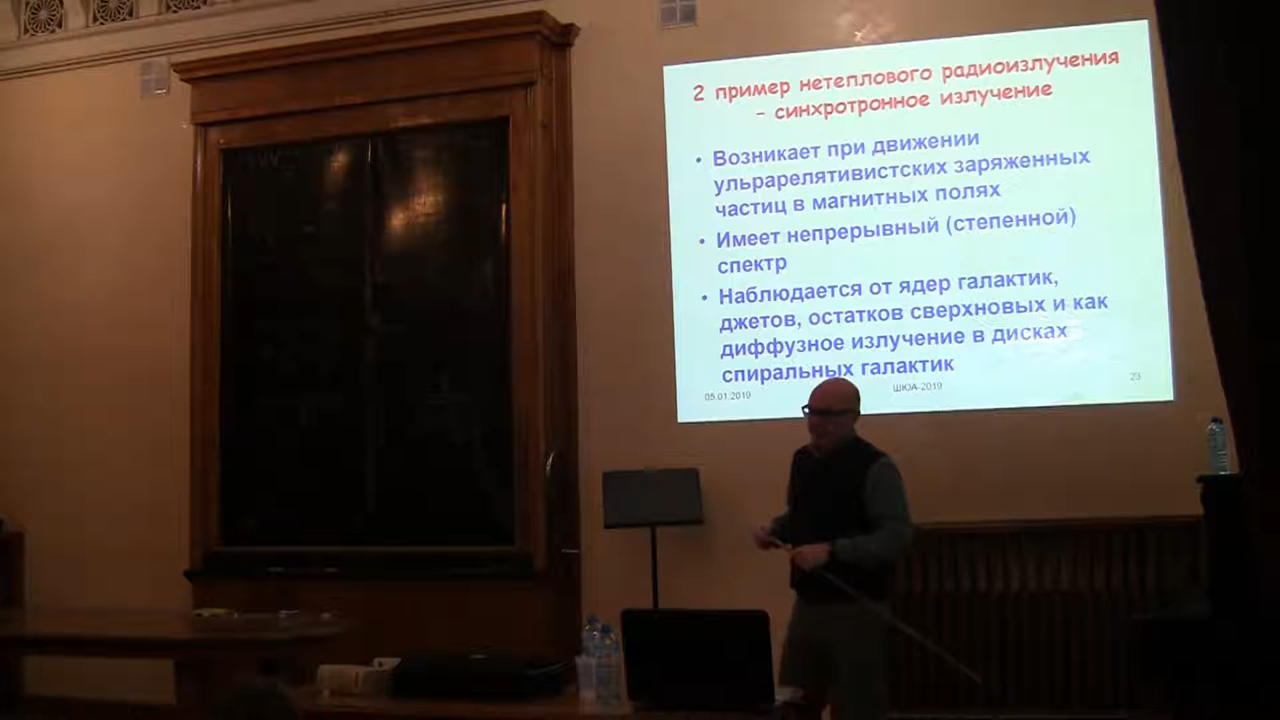 2 пример нетеплового радиоизлучения
– синхротронное излучение
• Возникает при движении
ульрарелятивистских заряженных
частиц в магнитных полях
• Имеет непрерывный (степенной)
спектр
• Наблюдается от ядер галактик,
джетов, остатков сверхновых и как
диффузное излучение в дисках
спиральных галактик
05.01.2019 ШЮА-2019 23